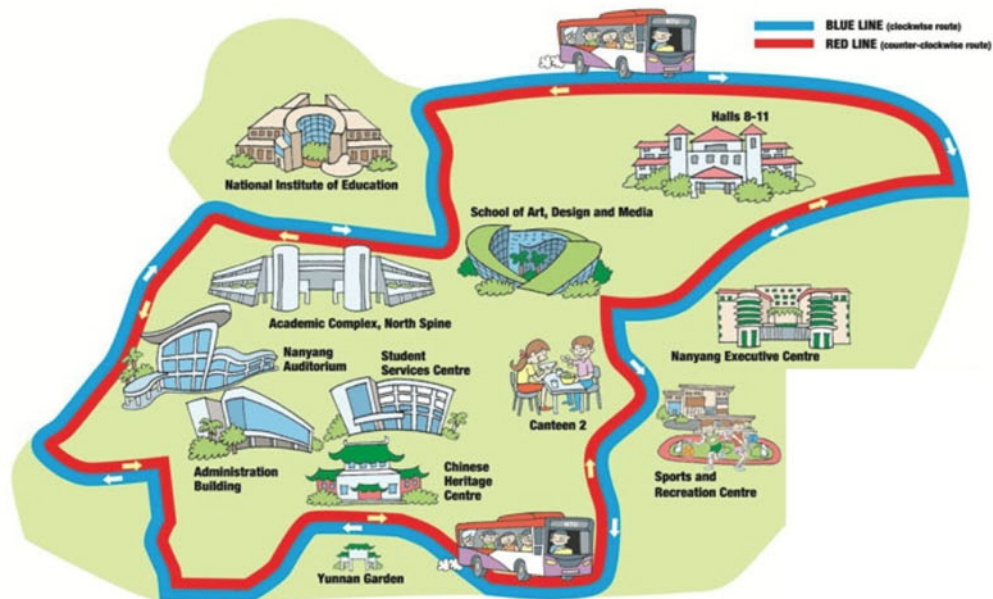 BLUE LINE (clockwise route)
RED LINE (counter-clockwise route)
NTU
Halls 8-11
National Institute of Education
School of Art, Design and Media
Academic Complex, North Spine
Nanyang Executive Centre
Nanyang
Auditorium
Student
Services Centre
Canteen 2
Administration
Building
Chinese
Heritage
Centre
Sports and
Recreation Centre
NTU
Yunnan Garden